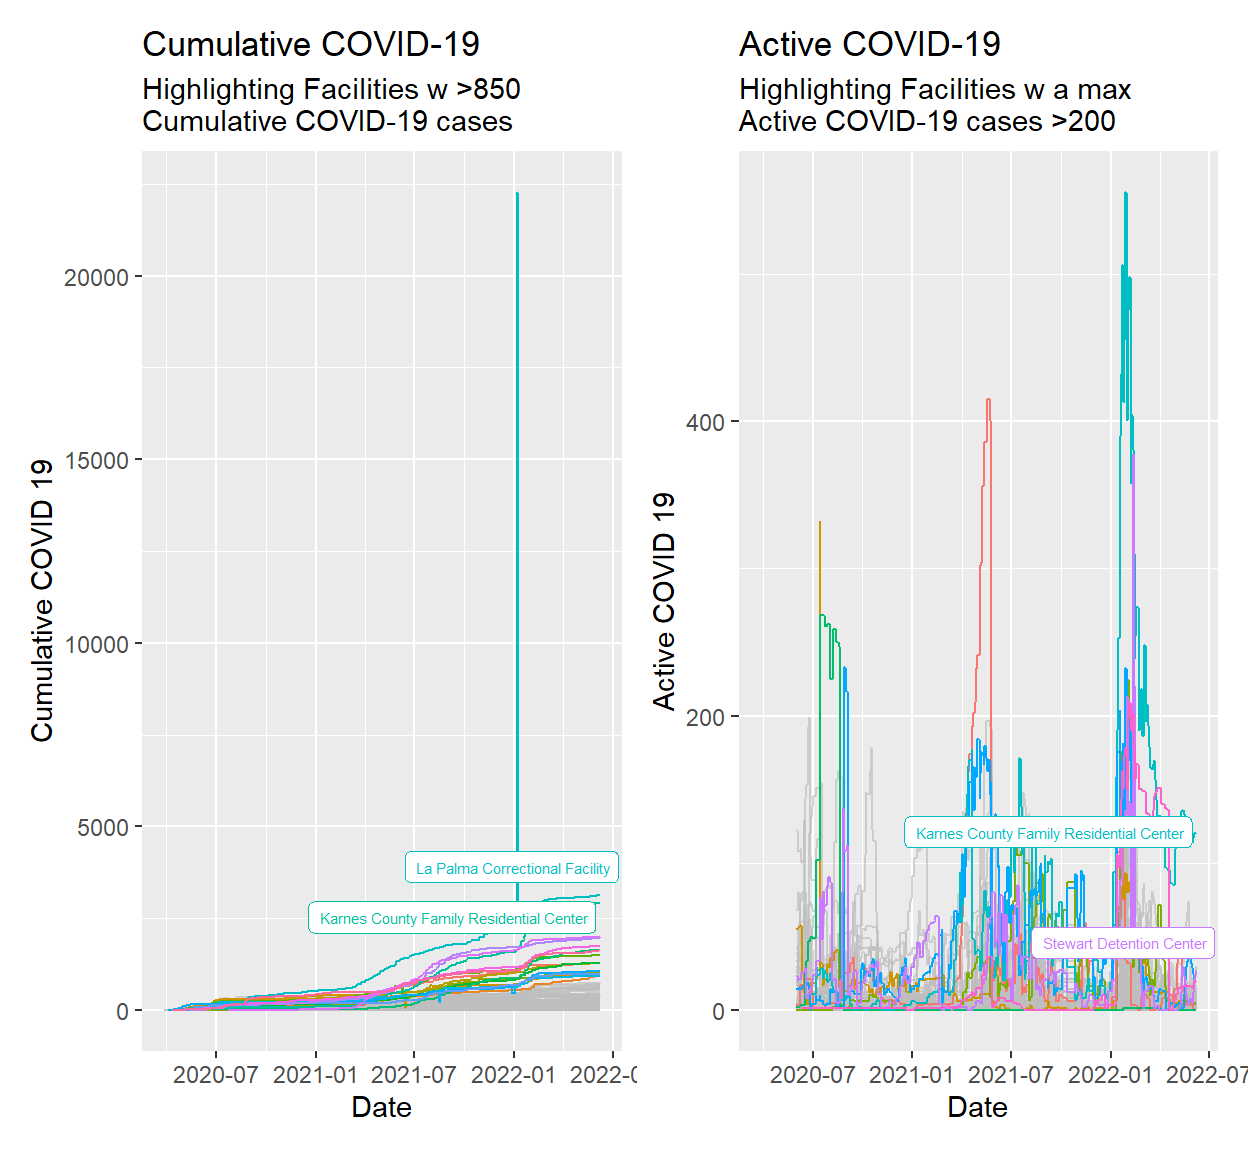 Cumulative COVID-19
Highlighting Facilities w >850
Cumulative COVID-19 cases
Cumulative COVID 19
20000
15000
10000
5000
0
La Palma Correctional Facility
Karnes County Family Residential Center
2020-07 2021-01 2021-07 2022-01 2022-0
Date
Active COVID-19
Highlighting Facilities w a max
Active COVID-19 cases >200
Active COVID 19
400
200
0
Karnes County Family Residential Center
Stewart Detention Center
2020-07 2021-01 2021-07 2022-01 2022-07
Date